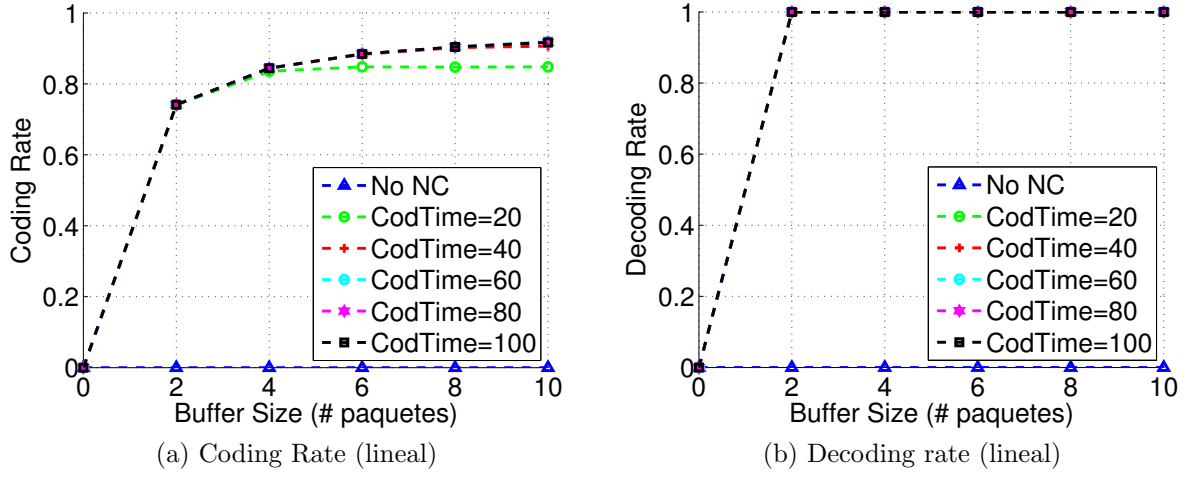 1
0.8
0.6
0.4
0.2
0
Coding Rate
No NC
CodTime=20
CodTime=40
CodTime=60
CodTime=80
CodTime=100
0 2 4 6 8 10
Buffer Size (# paquetes)
(a) Coding Rate (lineal)
1
0.8
0.6
0.4
0.2
0
Decoding Rate
No NC
CodTime=20
CodTime=40
CodTime=60
CodTime=80
CodTime=100
0 2 4 6 8 10
Buffer Size (# paquetes)
(b) Decoding rate (lineal)